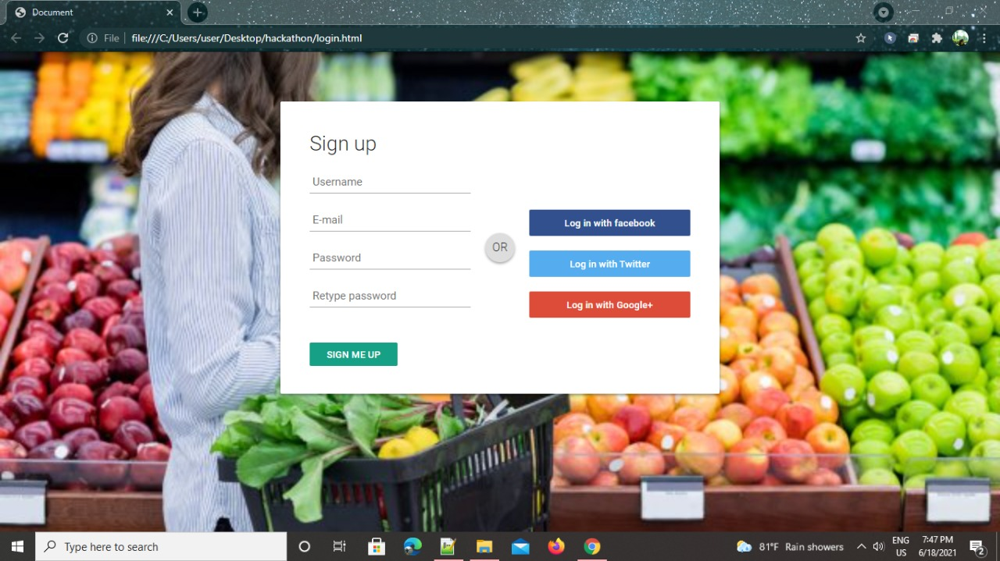 Document
File
file:///C:/Users/user/Desktop/hackathon/login.html
Sign up
Username
E-mail
Password
Retype password
SIGN ME UP
OR
Log in with facebook
Log in with Twitter
Log in with Google+
Type here to search
81°F Rain showers
ENG
US
7:47 PM
6/18/2021
2